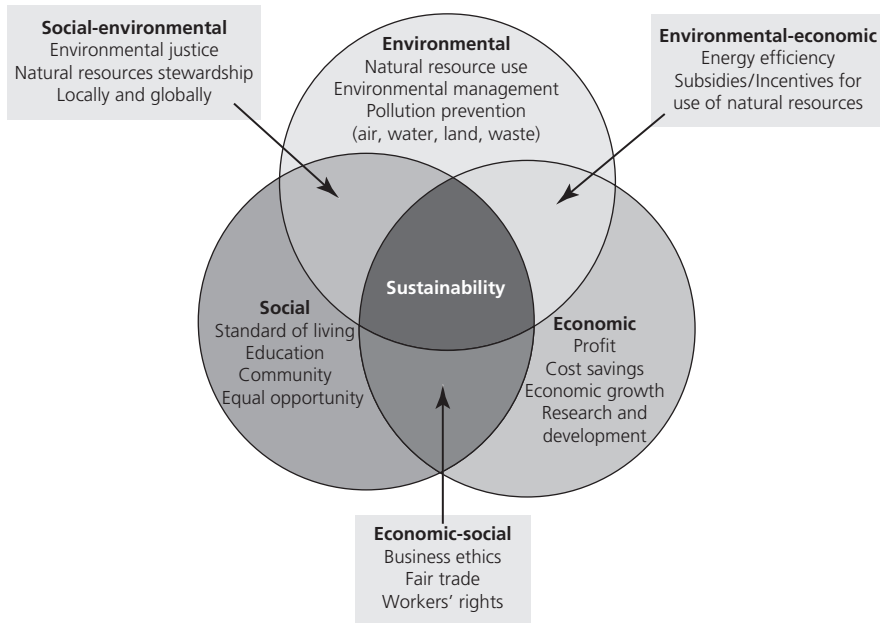 Social-environmental
Environmental justice
Natural resources stewardship
Locally and globally
Environmental
Natural resource use
Environmental management
Pollution prevention
(air, water, land, waste)
Environmental-economic
Energy efficiency
Subsidies/Incentives for
use of natural resources
Sustainability
Social
Standard of living
Education
Community
Equal opportunity
Economic
Profit
Cost savings
Economic growth
Research and
development
Economic-social
Business ethics
Fair trade
Workers’ rights